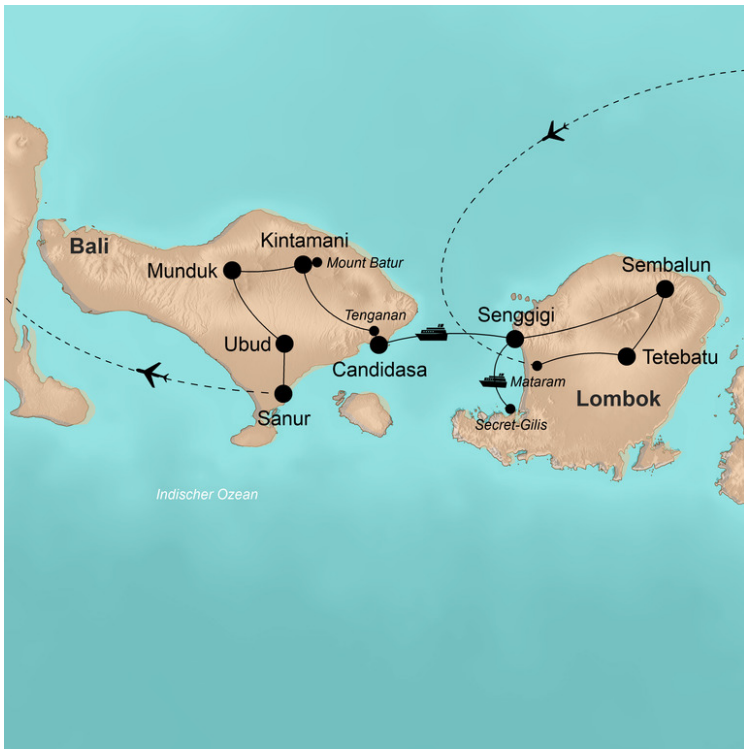 Bali
Kintamani
Mount Batur
Munduk
Tenganan
Ubud
Candidasa
Sanur
Sembalun
Senggigi
Tetebatu
Mataram
Lombok
Secret-Gilis
Indischer Ozean